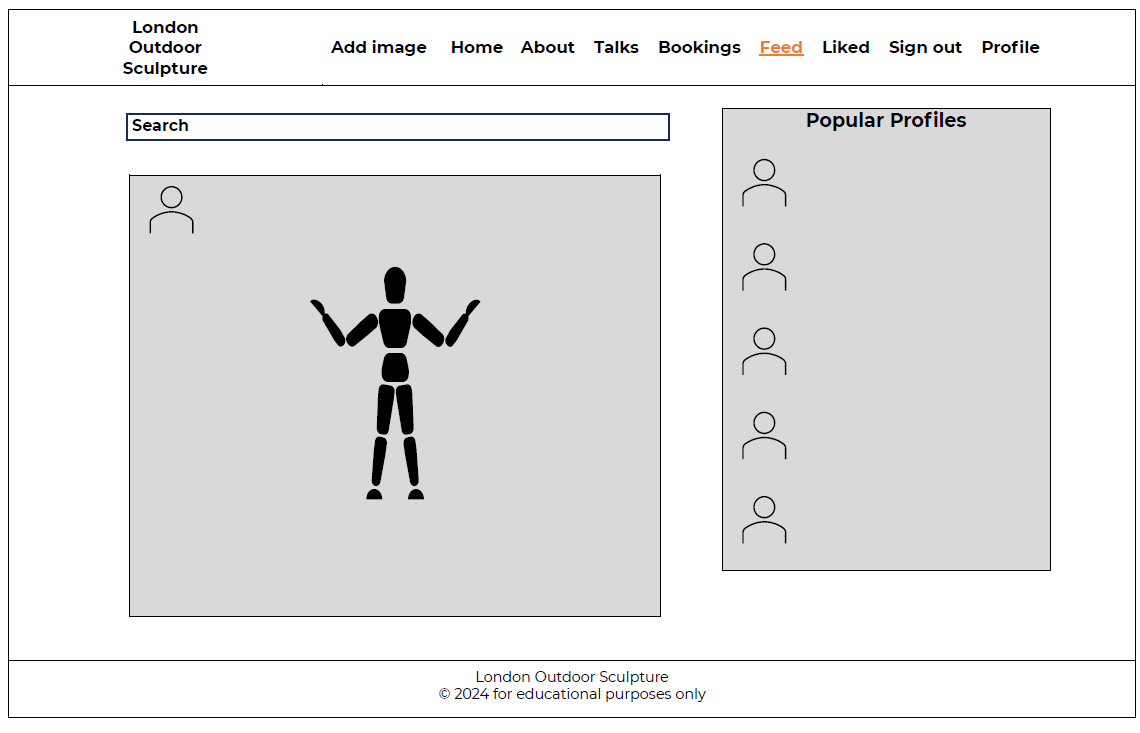 London
Outdoor
Sculpture
Add image Home About Talks Bookings Feed Liked Sign out Profile
Search
Popular Profiles
London Outdoor Sculpture
© 2024 for educational purposes only